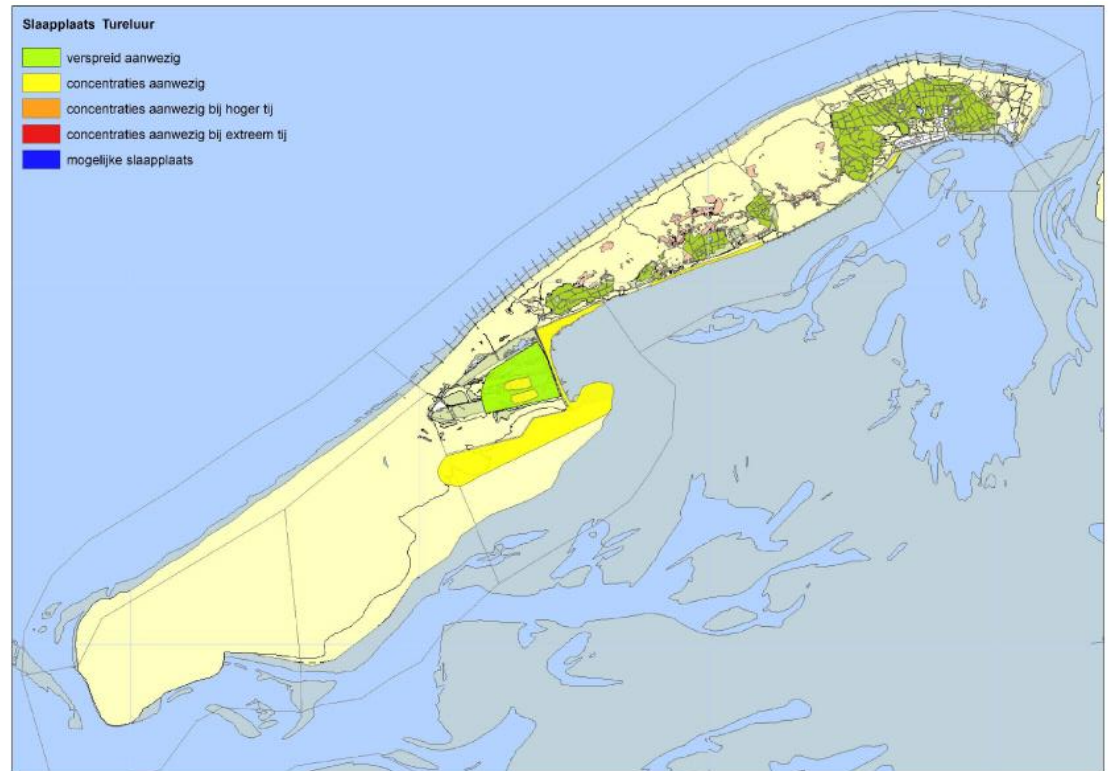 Slaapplaats Tureluur
verspreid aanwezig
concentraties aanwezig
concentraties aanwezig bij hoger tij
concentraties aanwezig bij extreem tij
mogelijke slaapplaats